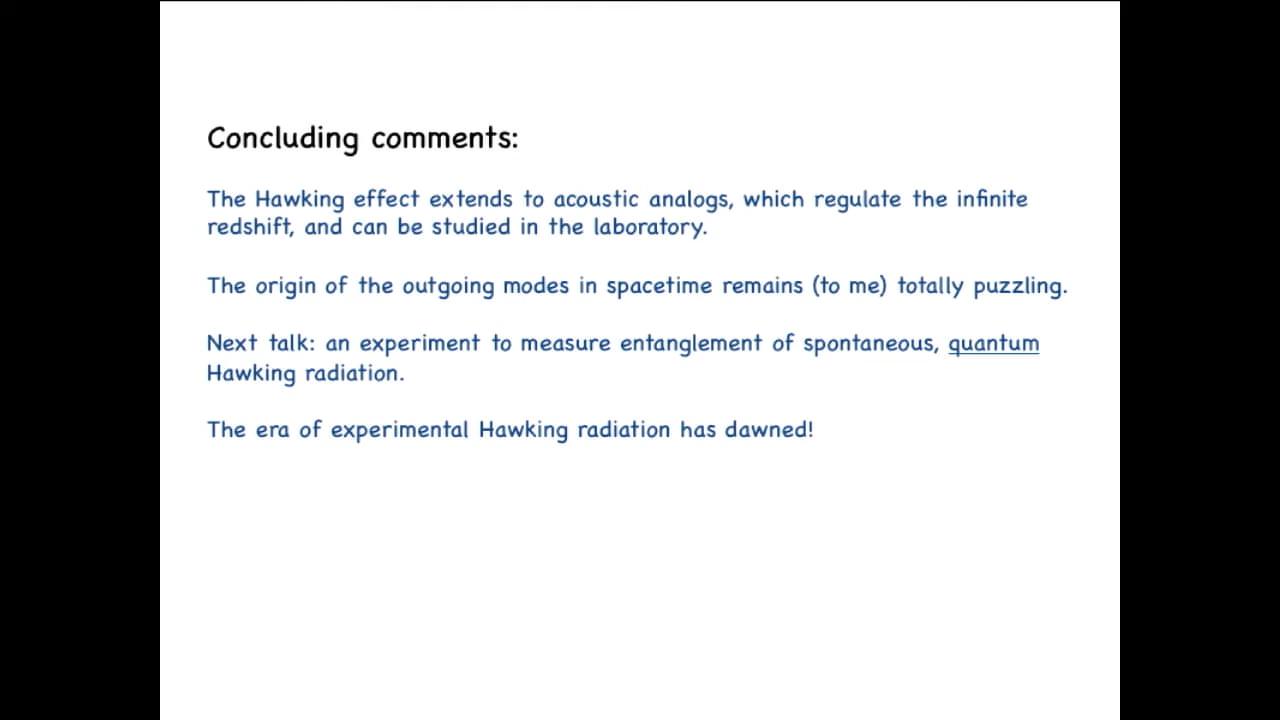 Concluding comments:
The Hawking effect extends to acoustic analogs, which regulate the infinite
redshift, and can be studied in the laboratory.
The origin of the outgoing modes in spacetime remains (to me) totally puzzling.
Next talk: an experiment to measure entanglement of spontaneous, quantum
Hawking radiation.
The era of experimental Hawking radiation has dawned!